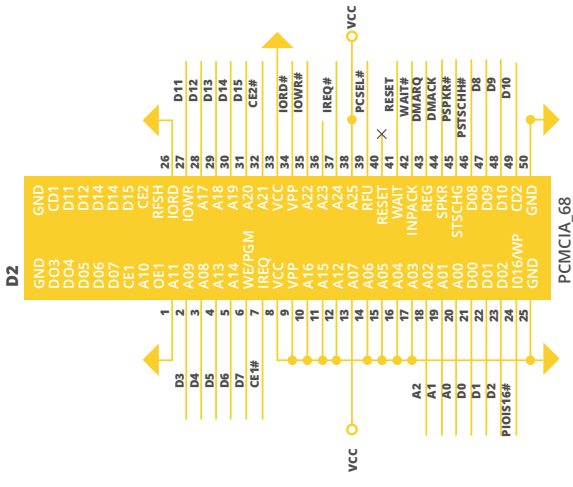 D2
VCC
VCC
D11
D12
D13
D14
D15
CE2#
IORD#
IOWR#
IREQ#
PCSEL#
RESET
WAIT#
DMARQ
DMACK
PSPKR#
PSTSCHH#
D8
D9
D10
26
27
28
29
30
31
32
33
34
35
36
37
38
39
40
41
42
43
44
45
46
47
48
49
50
GND
CD1
D11
D12
D14
D14
D15
CE2
RFSH
IORD
IOWR
A17
A18
A19
A20
A21
VCC
VPP
A22
A23
A24
A25
RFU
RESET
WAIT
INPACK
REG
SPKR
STSCHG
D08
D09
D10
CD2
GND
GND
DO3
DO4
D05
D06
D07
CE1
A10
OE1
A11
A09
A08
A13
A14
WE/PGM
IREQ
VCC
VPP
A16
A15
A12
A07
A06
A05
A04
A03
A02
A01
A00
D00
D01
D02
I016/WP
GND
1
2
3
4
5
6
7
8
9
10
11
12
13
14
15
16
17
18
19
20
21
22
23
24
25
D3
D4
D5
D6
D7
CE1#
A2
A1
A0
D0
D1
D2
PIOIS16#
PCMCIA_68